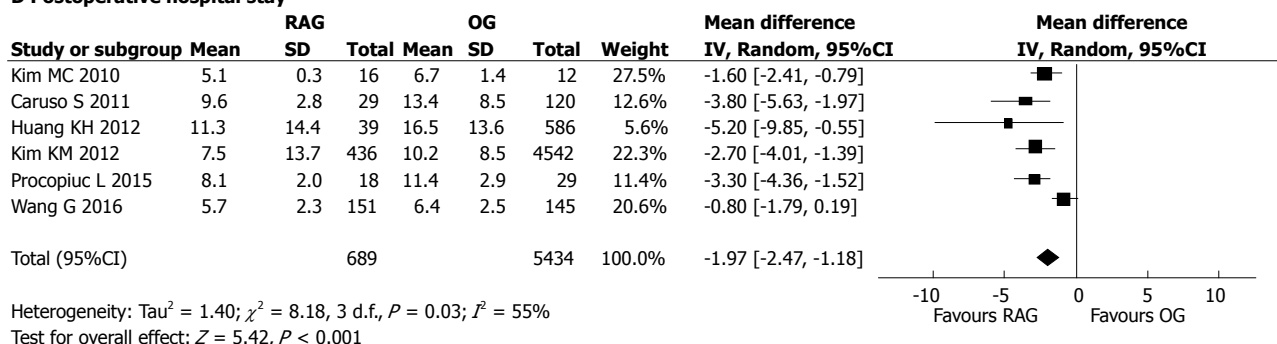 D Postoperative hospital stay
RAG OG Mean difference Mean difference
Study or subgroup Mean SD Total Mean SD Total Weight IV, Random, 95%CI IV, Random, 95%CI
Kim MC 2010 5.1 0.3 16 6.7 1.4 12 27.5% -1.60 [-2.41, -0.79]
Caruso S 2011 9.6 2.8 29 13.4 8.5 120 12.6% -3.80 [-5.63, -1.97]
Huang KH 2012 11.3 14.4 39 16.5 13.6 586 5.6% -5.20 [-9.85, -0.55]
Kim KM 2012 7.5 13.7 436 10.2 8.5 4542 22.3% -2.70 [-4.01, -1.39]
Procopiuc L 2015 8.1 2.0 18 11.4 2.9 29 11.4% -3.30 [-4.36, -1.52]
Wang G 2016 5.7 2.3 151 6.4 2.5 145 20.6% -0.80 [-1.79, 0.19]
Total (95%CI) 689 5434 100.0% -1.97 [-2.47, -1.18]
-10 -5 0 5 10
Heterogeneity: Tau² = 1.40; χ² = 8.18, 3 d.f., P = 0.03; I² = 55%
Favours RAG Favours OG
Test for overall effect: Z = 5.42, P < 0.001